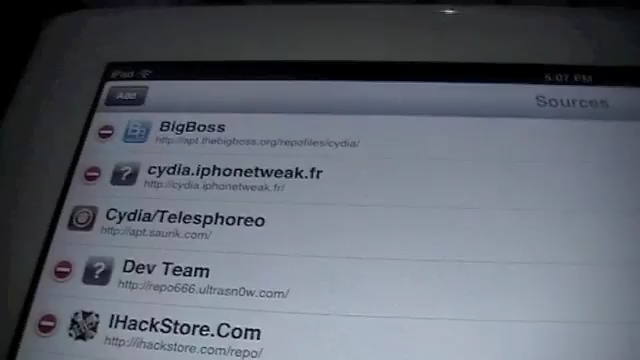 iPad
5:07 PM
Add
Sources
BigBoss
http://apt.thebigboss.org/repofiles/cydia/
cydia.iphonetweak.fr
http://cydia.iphonetweak.fr/
Cydia/Telesphoreo
http://apt.saurik.com/
Dev Team
http://repo666.ultrasn0w.com/
IHackStore.Com
http://ihackstore.com/repo/